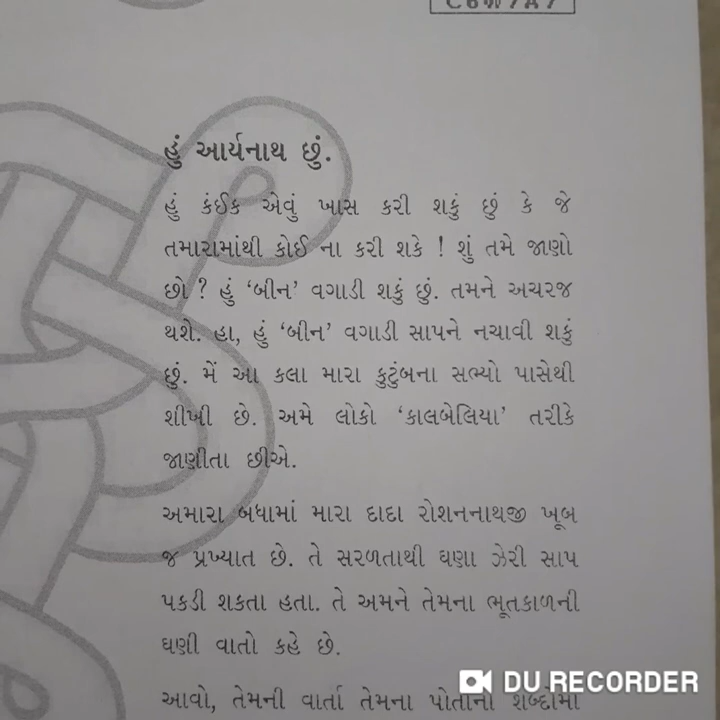 હું આર્યનાથ છું.
હું કંઈક એવું ખાસ કરી શકું છું કે જે
તમારામાંથી કોઈ ના કરી શકે ! શું તમે જાણો
છો ? હું ‘બીન’ વગાડી શકું છું. તમને અચરજ
થશે. હા, હું ‘બીન’ વગાડી સાપને નચાવી શકું
છું. મેં આ કલા મારા કુટુંબના સભ્યો પાસેથી
શીખી છે. અમે લોકો ‘કાલબેલિયા’ તરીકે
જાણીતા છીએ.
અમારા બધામાં મારા દાદા રોશનનાથજી ખૂબ
જ પ્રખ્યાત છે. તે સરળતાથી ઘણા ઝેરી સાપ
પકડી શકતા હતા. તે અમને તેમના ભૂતકાળની
ઘણી વાતો કહે છે.
આવો, તેમની વાર્તા તેમના પોતાના શબ્દોમાં
DU RECORDER